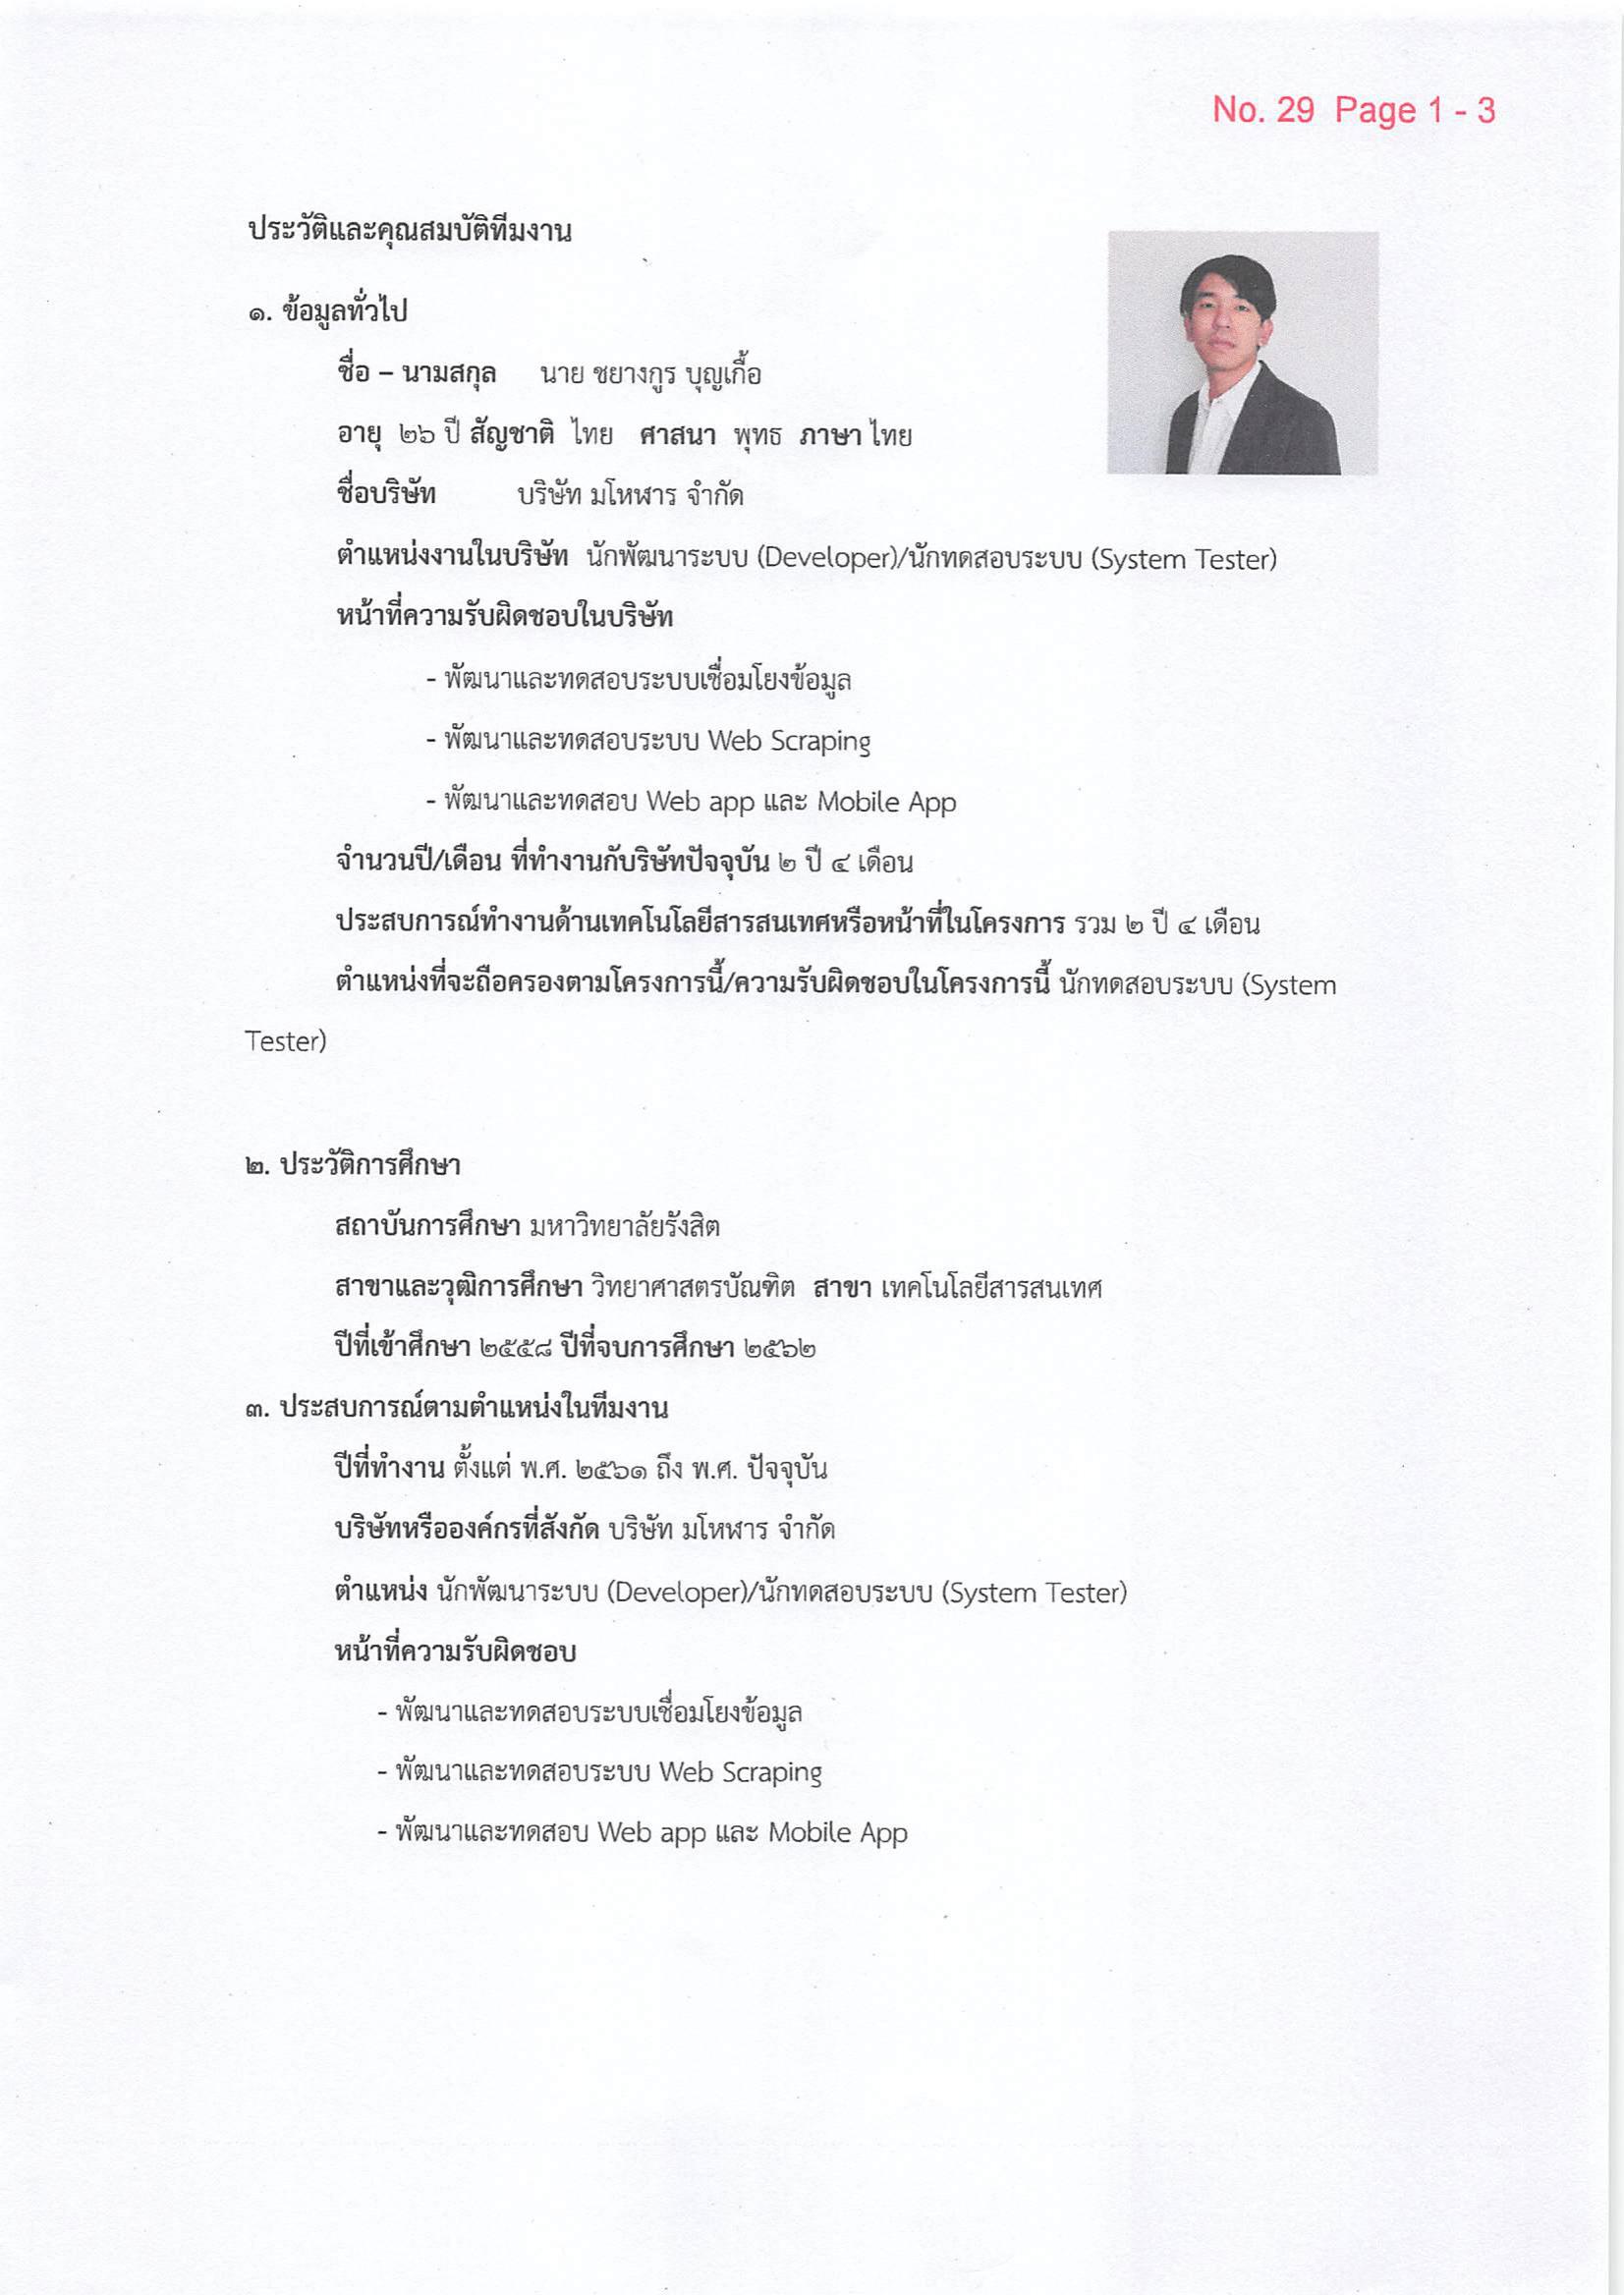 No. 29 Page 1 - 3
ประวัติและคุณสมบัติทีมงาน
๑. ข้อมูลทั่วไป
ชื่อ – นามสกุล นาย ชยางกูร บุญเกื้อ
อายุ ๒๖ ปี สัญชาติ ไทย ศาสนา พุทธ ภาษา ไทย
ชื่อบริษัท บริษัท มโหฬาร จำกัด
ตำแหน่งงานในบริษัท นักพัฒนาระบบ (Developer)/นักทดสอบระบบ (System Tester)
หน้าที่ความรับผิดชอบในบริษัท
- พัฒนาและทดสอบระบบเชื่อมโยงข้อมูล
- พัฒนาและทดสอบระบบ Web Scraping
- พัฒนาและทดสอบ Web app และ Mobile App
จำนวนปี/เดือน ที่ทำงานกับริษัทปัจจุบัน ๒ ปี ๔ เดือน
ประสบการณ์ทำงานด้านเทคโนโลยีสารสนเทศหรือหน้าที่ในโครงการ รวม ๒ ปี ๔ เดือน
ตำแหน่งที่จะถือครองตามโครงการนี้/ความรับผิดชอบในโครงการนี้ นักทดสอบระบบ (System
Tester)
๒. ประวัติการศึกษา
สถาบันการศึกษา มหาวิทยาลัยรังสิต
สาขาและวุฒิการศึกษา วิทยาศาสตรบัณฑิต สาขา เทคโนโลยีสารสนเทศ
ปีที่เข้าศึกษา ๒๕๕๘ ปีที่จบการศึกษา ๒๕๖๒
๓. ประสบการณ์ตามตำแหน่งในทีมงาน
ปีที่ทำงาน ตั้งแต่ พ.ศ. ๒๕๖๑ ถึง พ.ศ. ปัจจุบัน
บริษัทหรือองค์กรที่สังกัด บริษัท มโหฬาร จำกัด
ตำแหน่ง นักพัฒนาระบบ (Developer)/นักทดสอบระบบ (System Tester)
หน้าที่ความรับผิดชอบ
- พัฒนาและทดสอบระบบเชื่อมโยงข้อมูล
- พัฒนาและทดสอบระบบ Web Scraping
- พัฒนาและทดสอบ Web app และ Mobile App